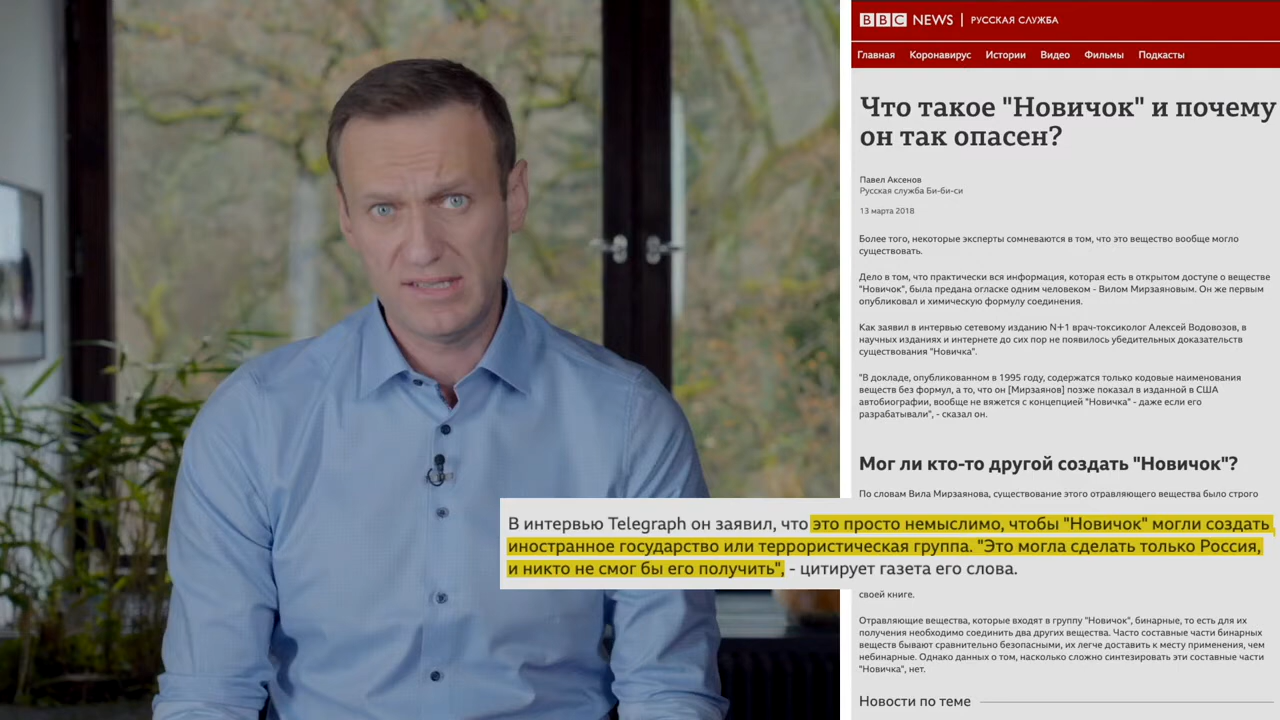 BBC NEWS | РУССКАЯ СЛУЖБА
Главная Коронавирус Истории Видео Фильмы Подкасты
Что такое "Новичок" и почему
он так опасен?
Павел Аксенов
Русская служба Би-би-си
13 марта 2018
Более того, некоторые эксперты сомневаются в том, что это вещество вообще могло
существовать.
Дело в том, что практически вся информация, которая есть в открытом доступе о веществе
"Новичок", была предана огласке одним человеком - Вилом Мирзаяновым. Он же первым
опубликовал и химическую формулу соединения.
Как заявил в интервью сетевому изданию N+1 врач-токсиколог Алексей Водовозов, в
научных изданиях и интернете до сих пор не появилось убедительных доказательств
существования "Новичка".
"В докладе, опубликованном в 1995 году, содержатся только кодовые наименования
веществ без формул, а то, что он [Мирзаянов] позже показал в изданной в США
автобиографии, вообще не вяжется с концепцией "Новичка" - даже если его
разрабатывали", - сказал он.
Мог ли кто-то другой создать "Новичок"?
По словам Вила Мирзаянова, существование этого отравляющего вещества было строго
В интервью Telegraph он заявил, что это просто немыслимо, чтобы "Новичок" могли создать
иностранное государство или террористическая группа. "Это могла сделать только Россия,
и никто не смог бы его получить", - цитирует газета его слова.
своей книге.
Отравляющие вещества, которые входят в группу "Новичок", бинарные, то есть для их
получения необходимо соединить два других вещества. Часто составные части бинарных
веществ бывают сравнительно безопасными, их легче доставить к месту применения, чем
небинарные. Однако данных о том, насколько сложно синтезировать эти составные части
"Новичка", нет.
Новости по теме